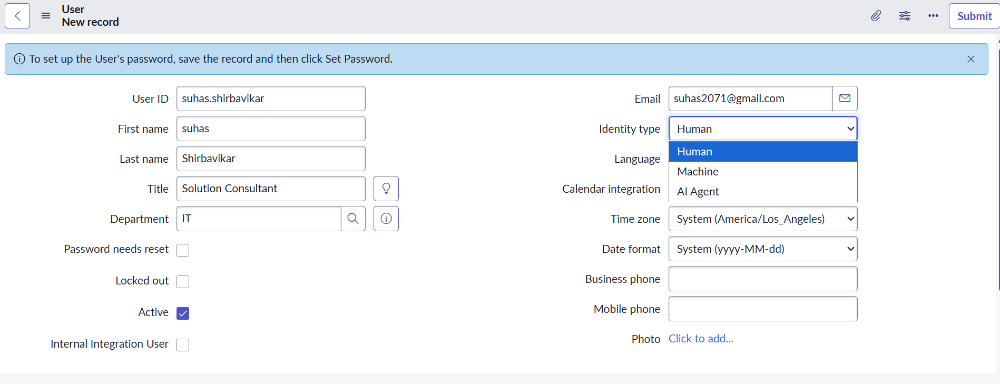 User
New record
Submit
To set up the User's password, save the record and then click Set Password.
User ID
suhas.shirbavikar
First name
suhas
Last name
Shirbavikar
Title
Solution Consultant
Department
IT
Password needs reset
Locked out
Active
Internal Integration User
Email
suhas2071@gmail.com
Identity type
Human
Human
Machine
AI Agent
Language
Calendar integration
Time zone
System (America/Los_Angeles)
Date format
System (yyyy-MM-dd)
Business phone
Mobile phone
Photo
Click to add...